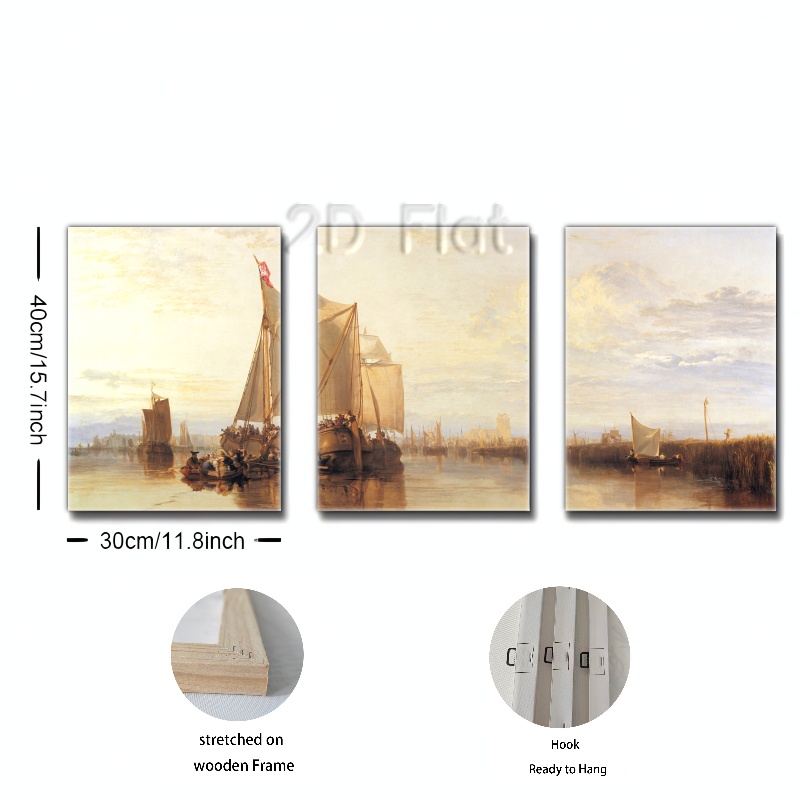 2D Flat
40cm/15.7inch
30cm/11.8inch
stretched on
wooden Frame
Hook
Ready to Hang